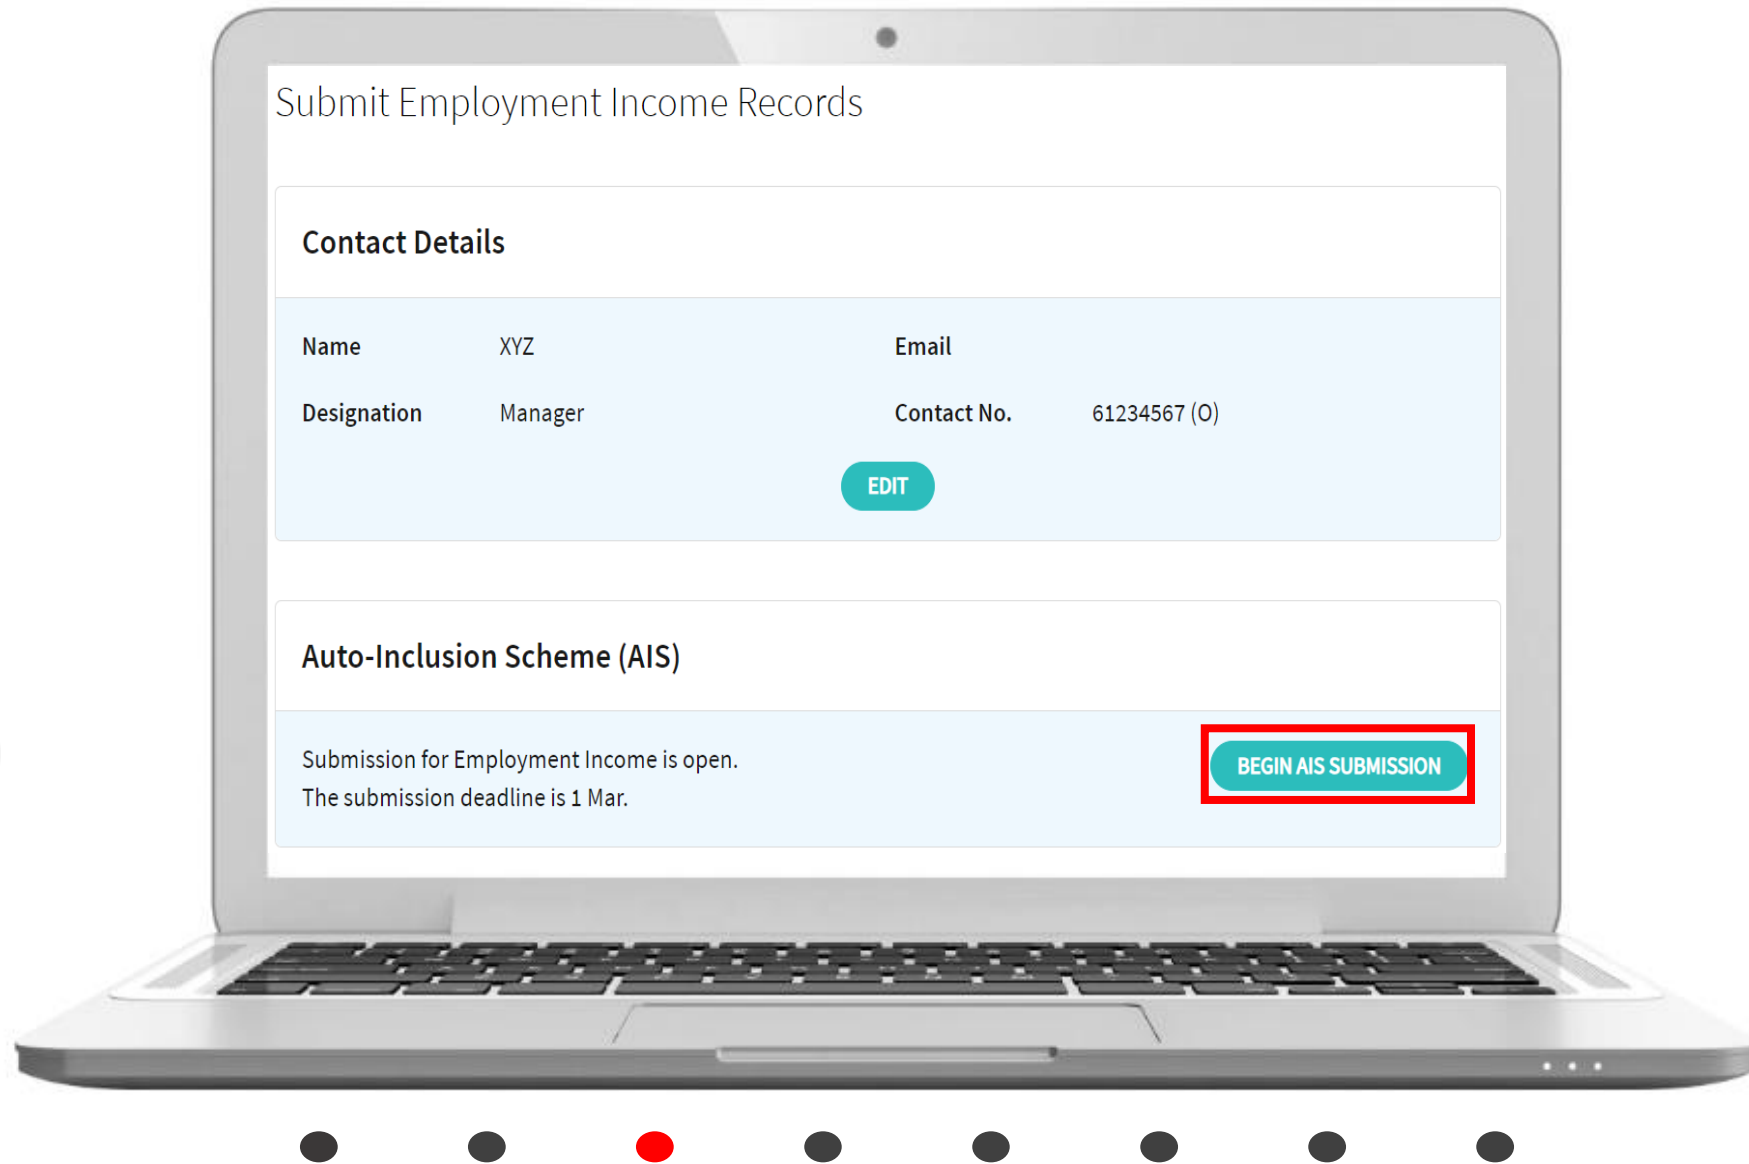 Submit Employment Income Records
Contact Details
Name XYZ Email
Designation Manager Contact No. 61234567 (O)
EDIT
Auto-Inclusion Scheme (AIS)
Submission for Employment Income is open.
BEGIN AIS SUBMISSION
The submission deadline is 1 Mar.